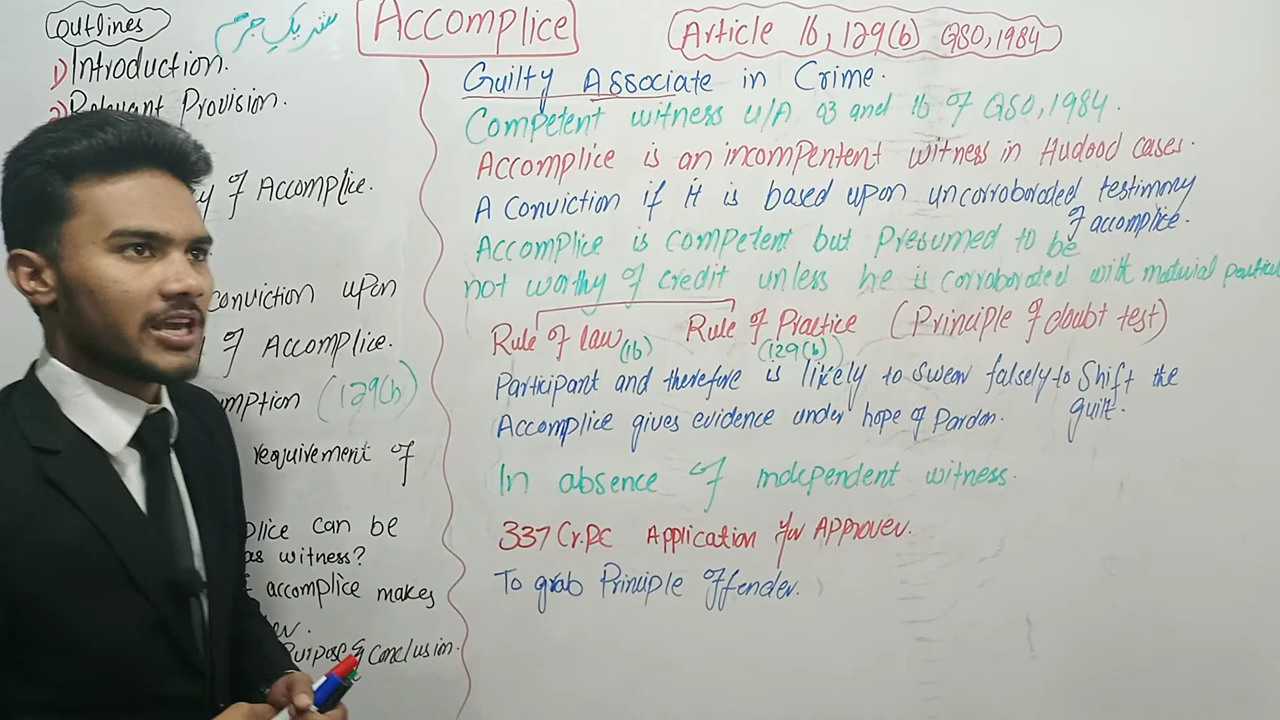 Outlines
شریکِ جرم
Accomplice
Article 16, 129(b) QSO, 1984
1) Introduction.
2) Relevant Provision.
y of Accomplice.
conviction upon
of Accomplice.
mption (129(b)
requirement of
plice can be
as witness?
accomplice makes
Purpose & Conclusion.
Guilty Associate in Crime.
Competent witness u/A 03 and 16 of QSO, 1984.
Accomplice is an incompentent witness in Hudood cases.
A Conviction if it is based upon uncorroboraded testimony
of accomplice.
Accomplice is competent but presumed to be
not worthy of credit unless he is corroborated with material particul
Rule of law (16) Rule of Practice (129(b)) (Principle of doubt test)
Participant and therefore is likely to swear falsely to Shift the
guilt.
Accomplice gives evidence under hope of Pardon.
In absence of independent witness.
337 Cr.PC Application for Approver.
To grab Principle Offender.